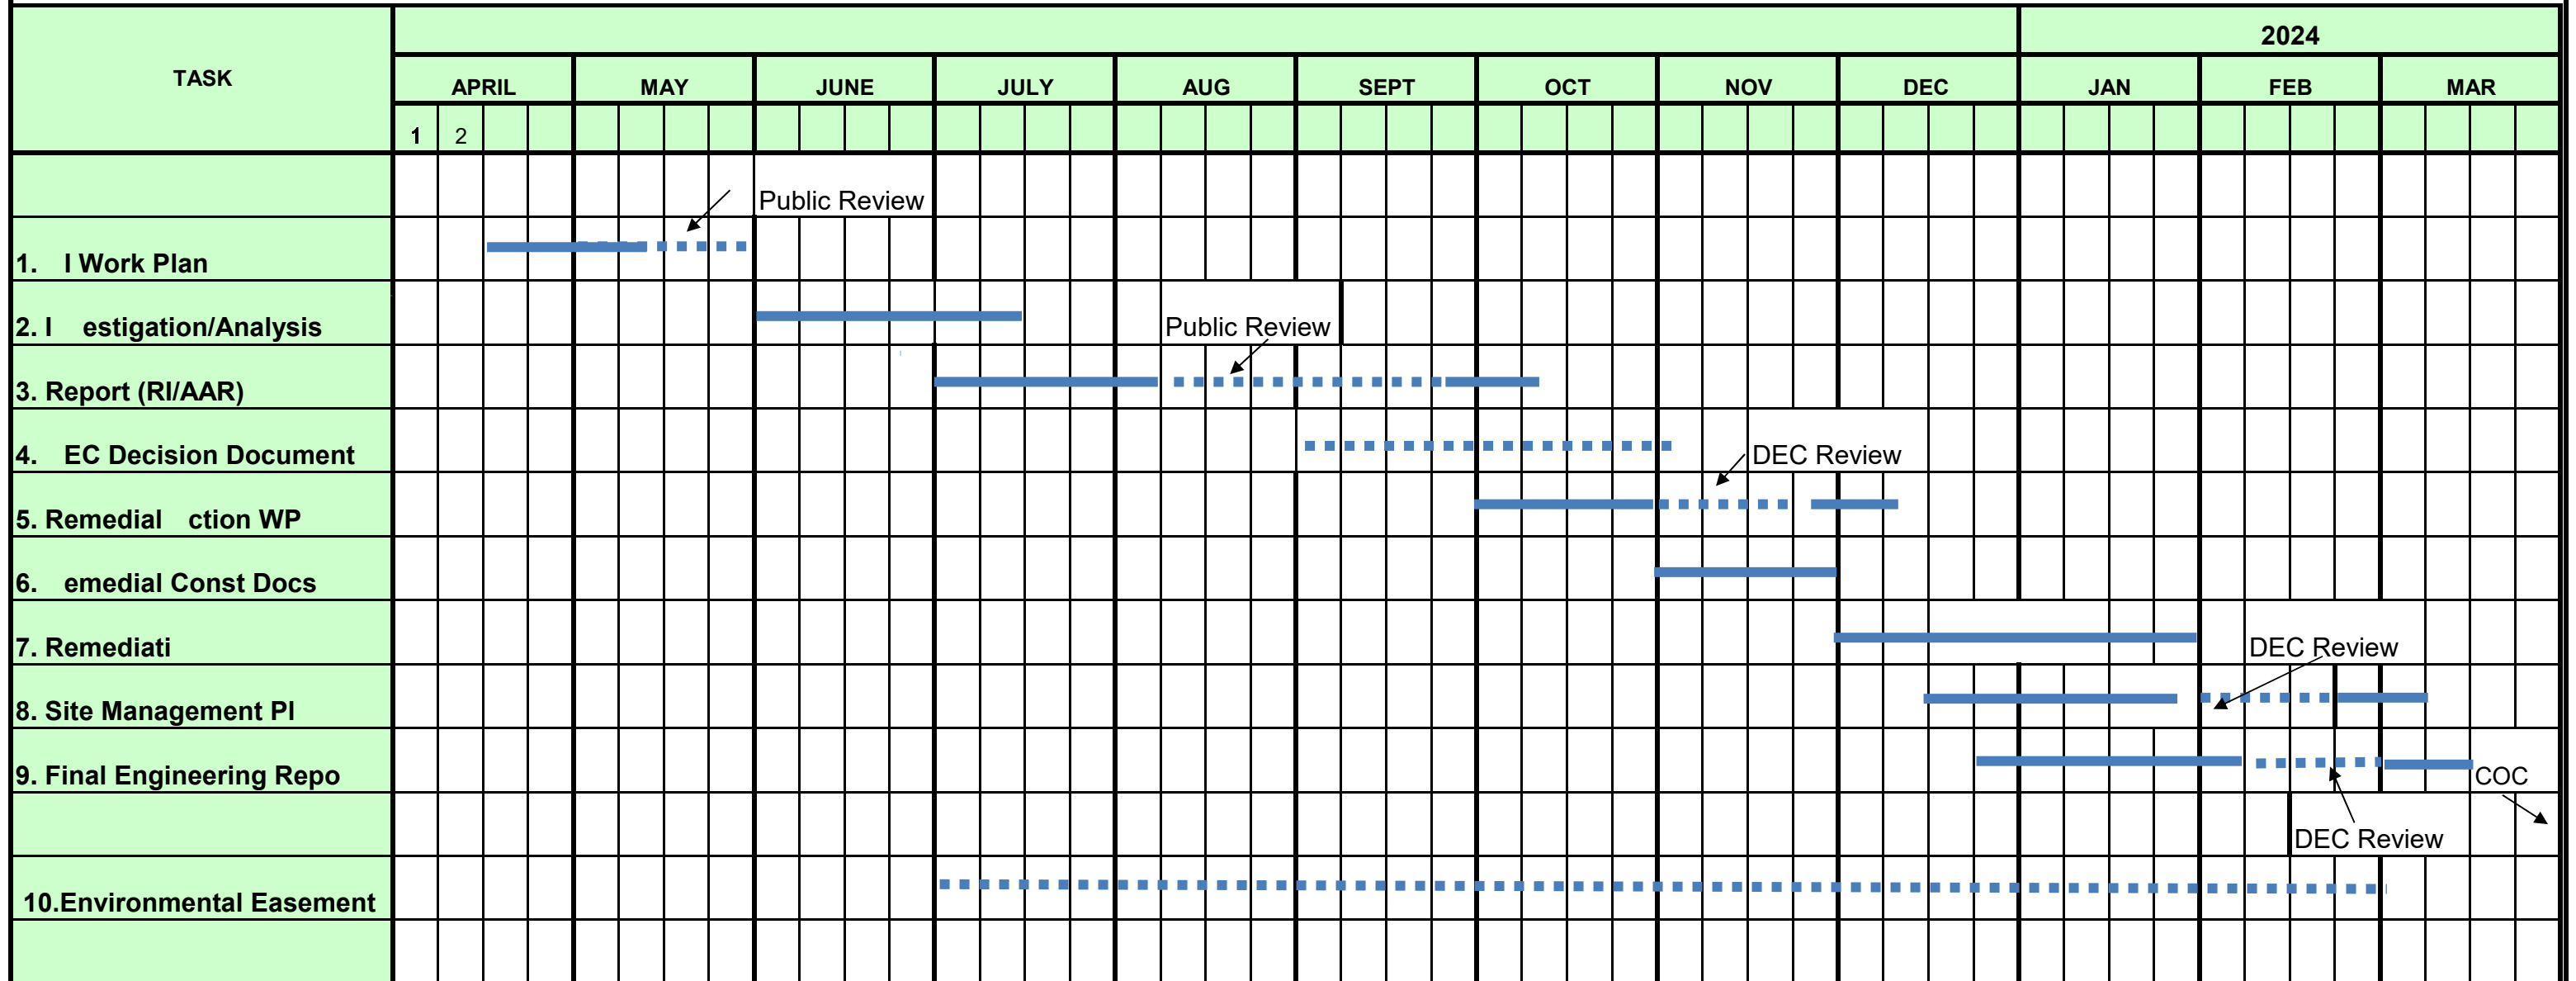 2024
TASK
APRIL MAY JUNE JULY AUG SEPT OCT NOV DEC JAN FEB MAR
1 2
Public Review
1. I Work Plan
2. I estigation/Analysis
Public Review
3. Report (RI/AAR)
4. EC Decision Document
DEC Review
5. Remedial ction WP
6. emedial Const Docs
7. Remediati
DEC Review
8. Site Management Pl
9. Final Engineering Repo
COC
DEC Review
10.Environmental Easement